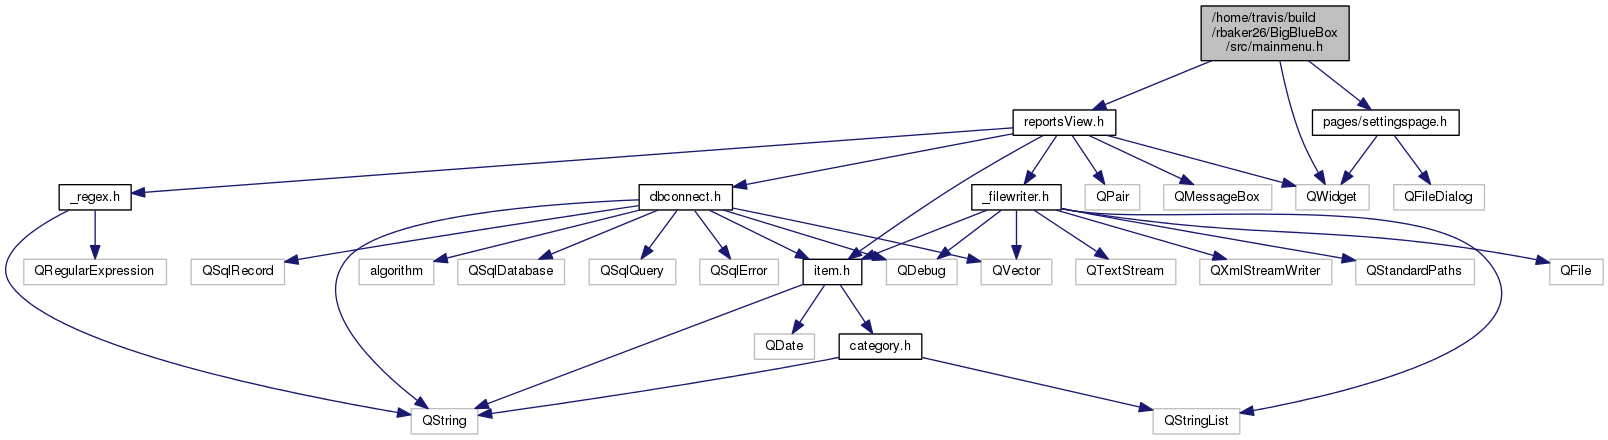 /home/travis/build
/rbaker26/BigBlueBox
/src/mainmenu.h
reportsView.h
pages/settingspage.h
_regex.h
dbconnect.h
_filewriter.h
QPair
QMessageBox
QWidget
QFileDialog
QRegularExpression
QSqlRecord
algorithm
QSqlDatabase
QSqlQuery
QSqlError
item.h
QDebug
QVector
QTextStream
QXmlStreamWriter
QStandardPaths
QFile
QDate
category.h
QString
QStringList